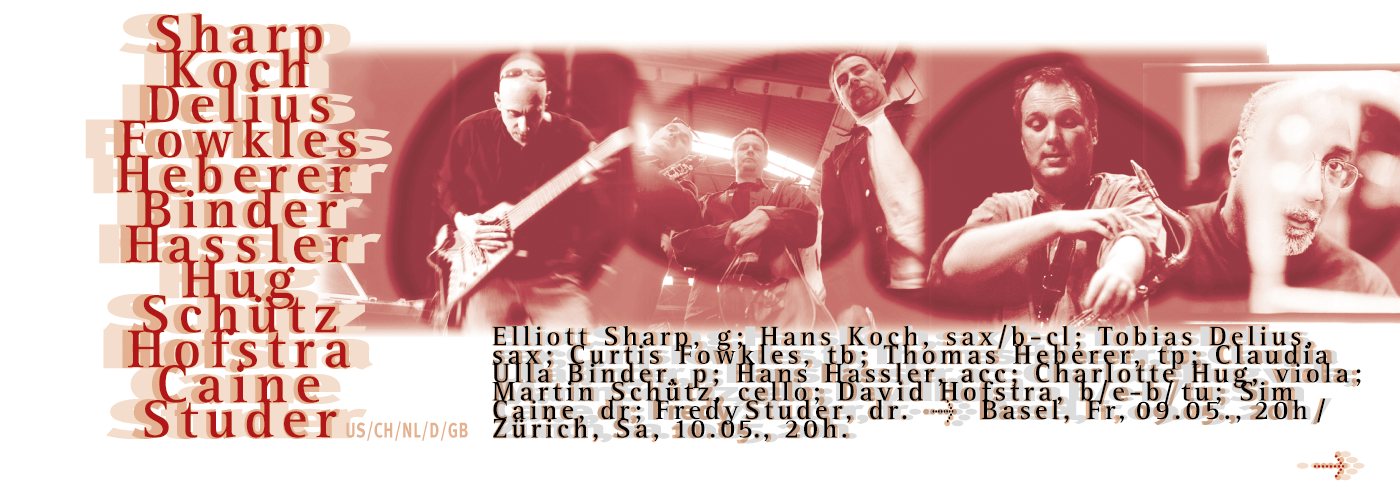 Sharp
Koch
Delius
Fowkles
Heberer
Binder
Hassler
Hug
Schütz
Hofstra
Caine
Studer US/CH/NL/D/GB
Elliott Sharp, g; Hans Koch, sax/b-cl; Tobias Delius,
sax; Curtis Fowkles, tb; Thomas Heberer, tp; Claudia
Ulla Binder, p; Hans Hassler, acc; Charlotte Hug, viola;
Martin Schütz, cello; David Hofstra, b/e-b/tu; Sim
Caine, dr; Fredy Studer, dr. → Basel, Fr, 09.05., 20h/
Zürich, Sa, 10.05., 20h.